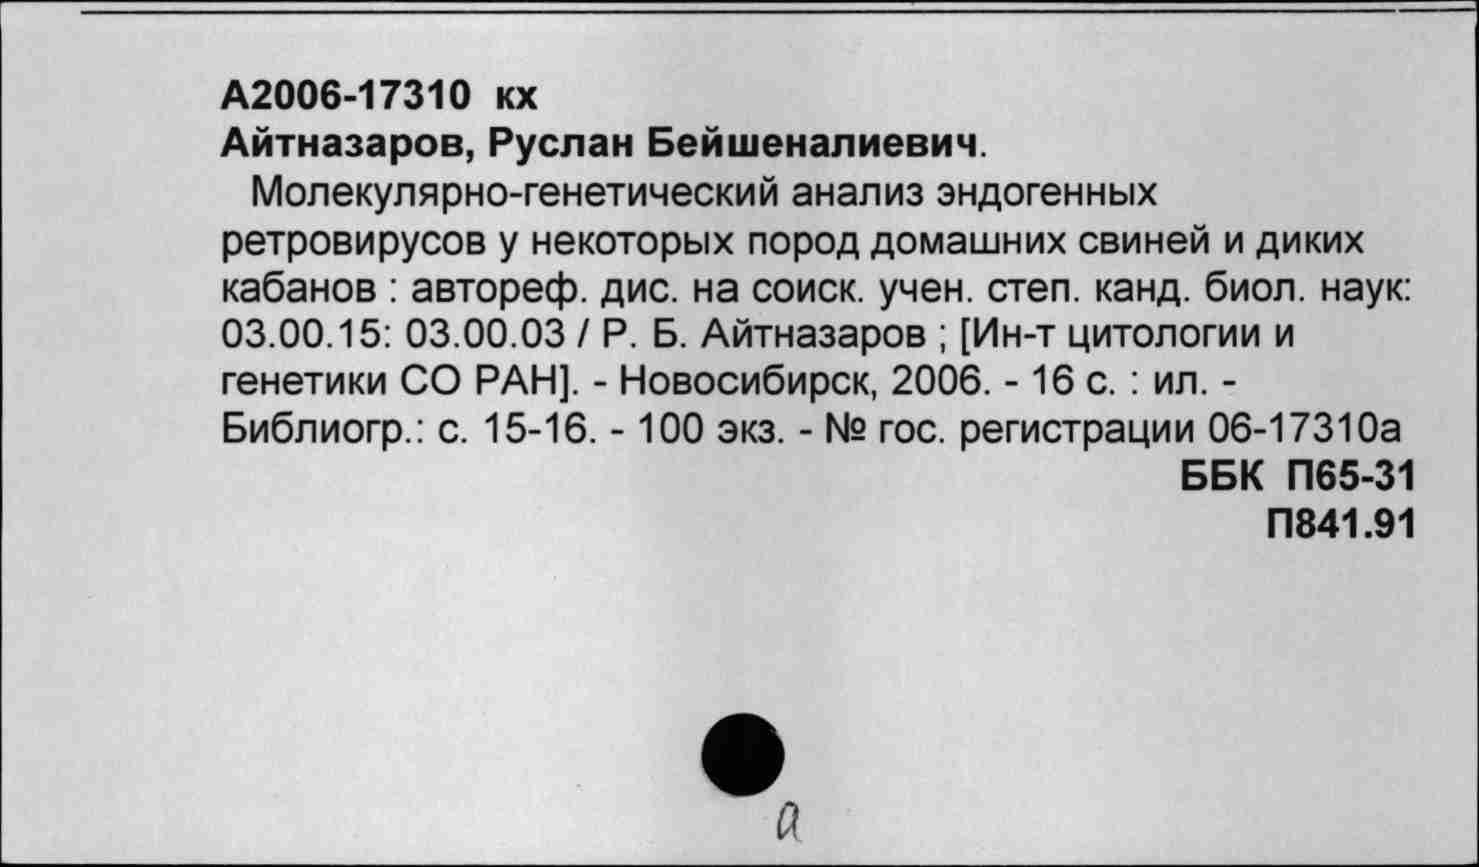 А2006-17310 кх
Айтназаров, Руслан Бейшеналиевич.
Молекулярно-генетический анализ эндогенных
ретровирусов у некоторых пород домашних свиней и диких
кабанов : автореф. дис. на соиск. учен. степ. канд. биол. наук:
03.00.15: 03.00.03 / Р. Б. Айтназаров ; [Ин-т цитологии и
генетики СО РАН]. - Новосибирск, 2006. - 16 с. : ил. -
Библиогр.: с. 15-16. - 100 экз. - № гос. регистрации 06-17310а
ББК П65-31
П841.91
а